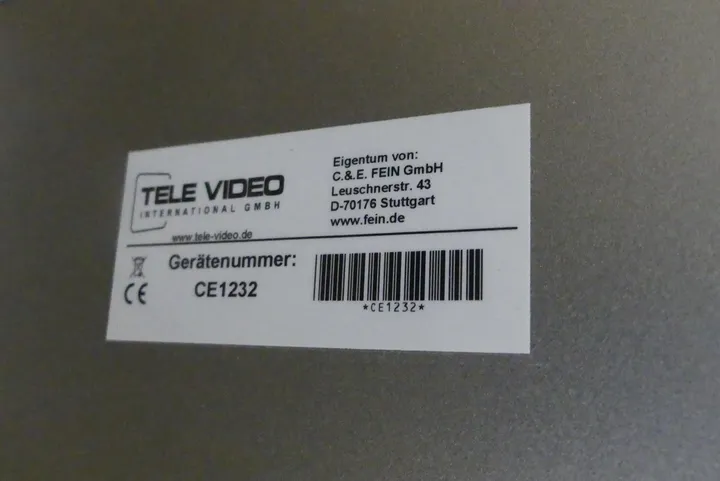 TELE VIDEO
INTERNATIONAL GMBH
www.tele-video.de
Eigentum von:
C.&E. FEIN GmbH
Leuschnerstr. 43
D-70176 Stuttgart
www.fein.de
Gerätenummer:
CE1232
CE
*CE1232*